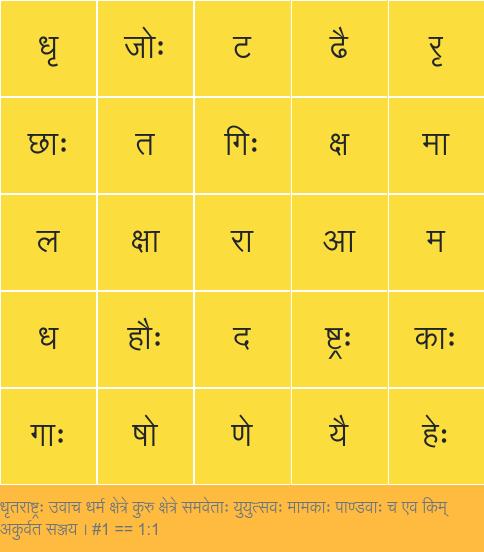 धृ जोः ट ढै रृ
छाः त गिः क्ष मा
ल क्षा रा आ म
ध हौः द ष्ट्रः काः
गाः षो णे यै हेः
धृतराष्ट्रः उवाच धर्म क्षेत्रे कुरु क्षेत्रे समवेताः युयुत्सवः मामकाः पाण्डवाः च एव किम्
अकुर्वत सञ्जय । #1 == 1:1